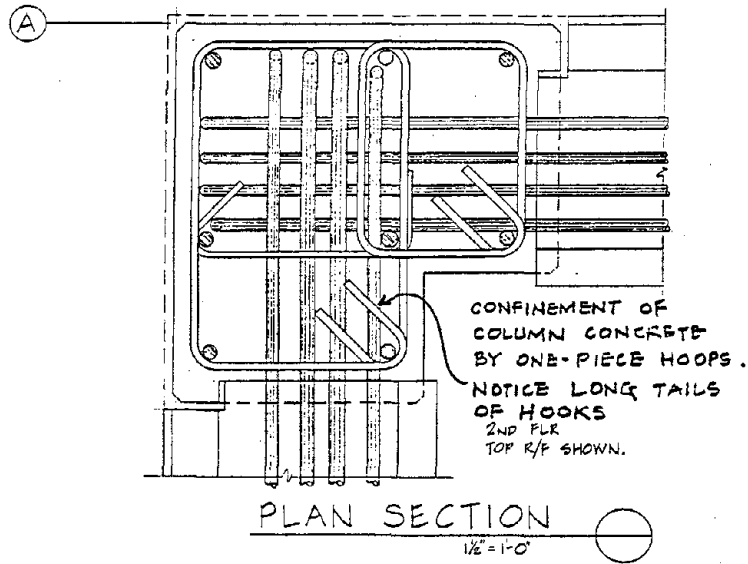 A
CONFINEMENT OF
COLUMN CONCRETE
BY ONE-PIECE HOOPS.
NOTICE LONG TAILS
OF HOOKS
2ND FLR
TOP R/F SHOWN.
PLAN SECTION
1½"=1'-0"